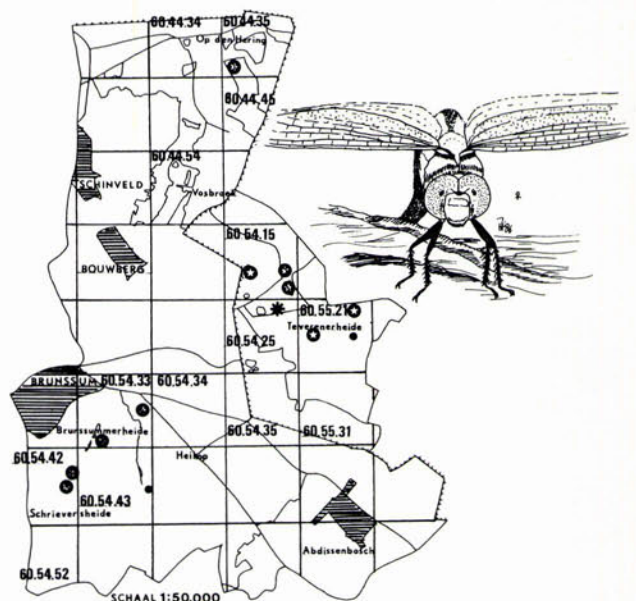 60.44.34 60.44.35
Op den Hering
60.44.45
60.44.54
SCHINVELD
Vosbroek
60.54.15
BOUWBERG
60.55.21
Tevesenerheide
60.54.25
BRUNSSUM 60.54.33 60.54.34
Brunssummerheide
60.54.35 60.55.31
60.54.42
Heikop
60.54.43
Schrieversheide
Abdissenbosch
60.54.52
SCHAAL 1:50.000